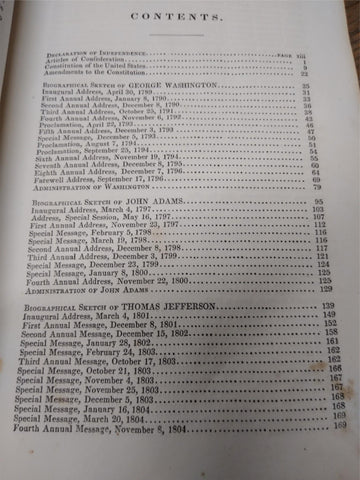 CONTENTS.
DECLARATION OF INDEPENDENCE PAGE xiii
Articles of Confederation 1
Constitution of the United States 9
Amendments to the Constitution 22
BIOGRAPHICAL SKETCH OF GEORGE WASHINGTON 25
Inaugural Address, April 30, 1789 31
First Annual Address, January 8, 1790 33
Second Annual Address, December 8, 1790 36
Third Annual Address, October 25, 1791 38
Fourth Annual Address, November 6, 1792 43
Proclamation, April 22, 1793
Fifth Annual Address, December 3, 1793 47
Special Message, December 5, 1793 50
Proclamation, August 7, 1794 51
Proclamation, September 25, 1794 54
Sixth Annual Address, November 19, 1794 55
Seventh Annual Address, December 8, 1795 60
Eighth Annual Address, December 7, 1796 64
Farewell Address, September 17, 1796 69
ADMINISTRATION OF WASHINGTON 79
BIOGRAPHICAL SKETCH OF JOHN ADAMS 95
Inaugural Address, March 4, 1797 103
Address, Special Session, May 16, 1797 107
First Annual Address, November 23, 1797 112
Special Message, February 5, 1798 116
Special Message, March 19, 1798 116
Second Annual Address, December 8, 1798 117
Third Annual Address, December 3, 1799 121
Special Message, December 23, 1799 124
Special Message, January 8, 1800 125
Fourth Annual Address, November 22, 1800 125
ADMINISTRATION OF JOHN ADAMS 129
BIOGRAPHICAL SKETCH OF THOMAS JEFFERSON 139
Inaugural Address, March 4, 1801 149
First Annual Message, December 8, 1801 152
Second Annual Message, December 15, 1802 158
Special Message, January 28, 1802 161
Special Message, February 24, 1803 162
Third Annual Message, October 17, 1803 162
Special Message, October 21, 1803 166
Special Message, November 4, 1803 167
Special Message, November 25, 1803 167
Special Message, December 5, 1803 168
Special Message, January 16, 1804 168
Special Message, March 20, 1804 169
Fourth Annual Message, November 8, 1804 169